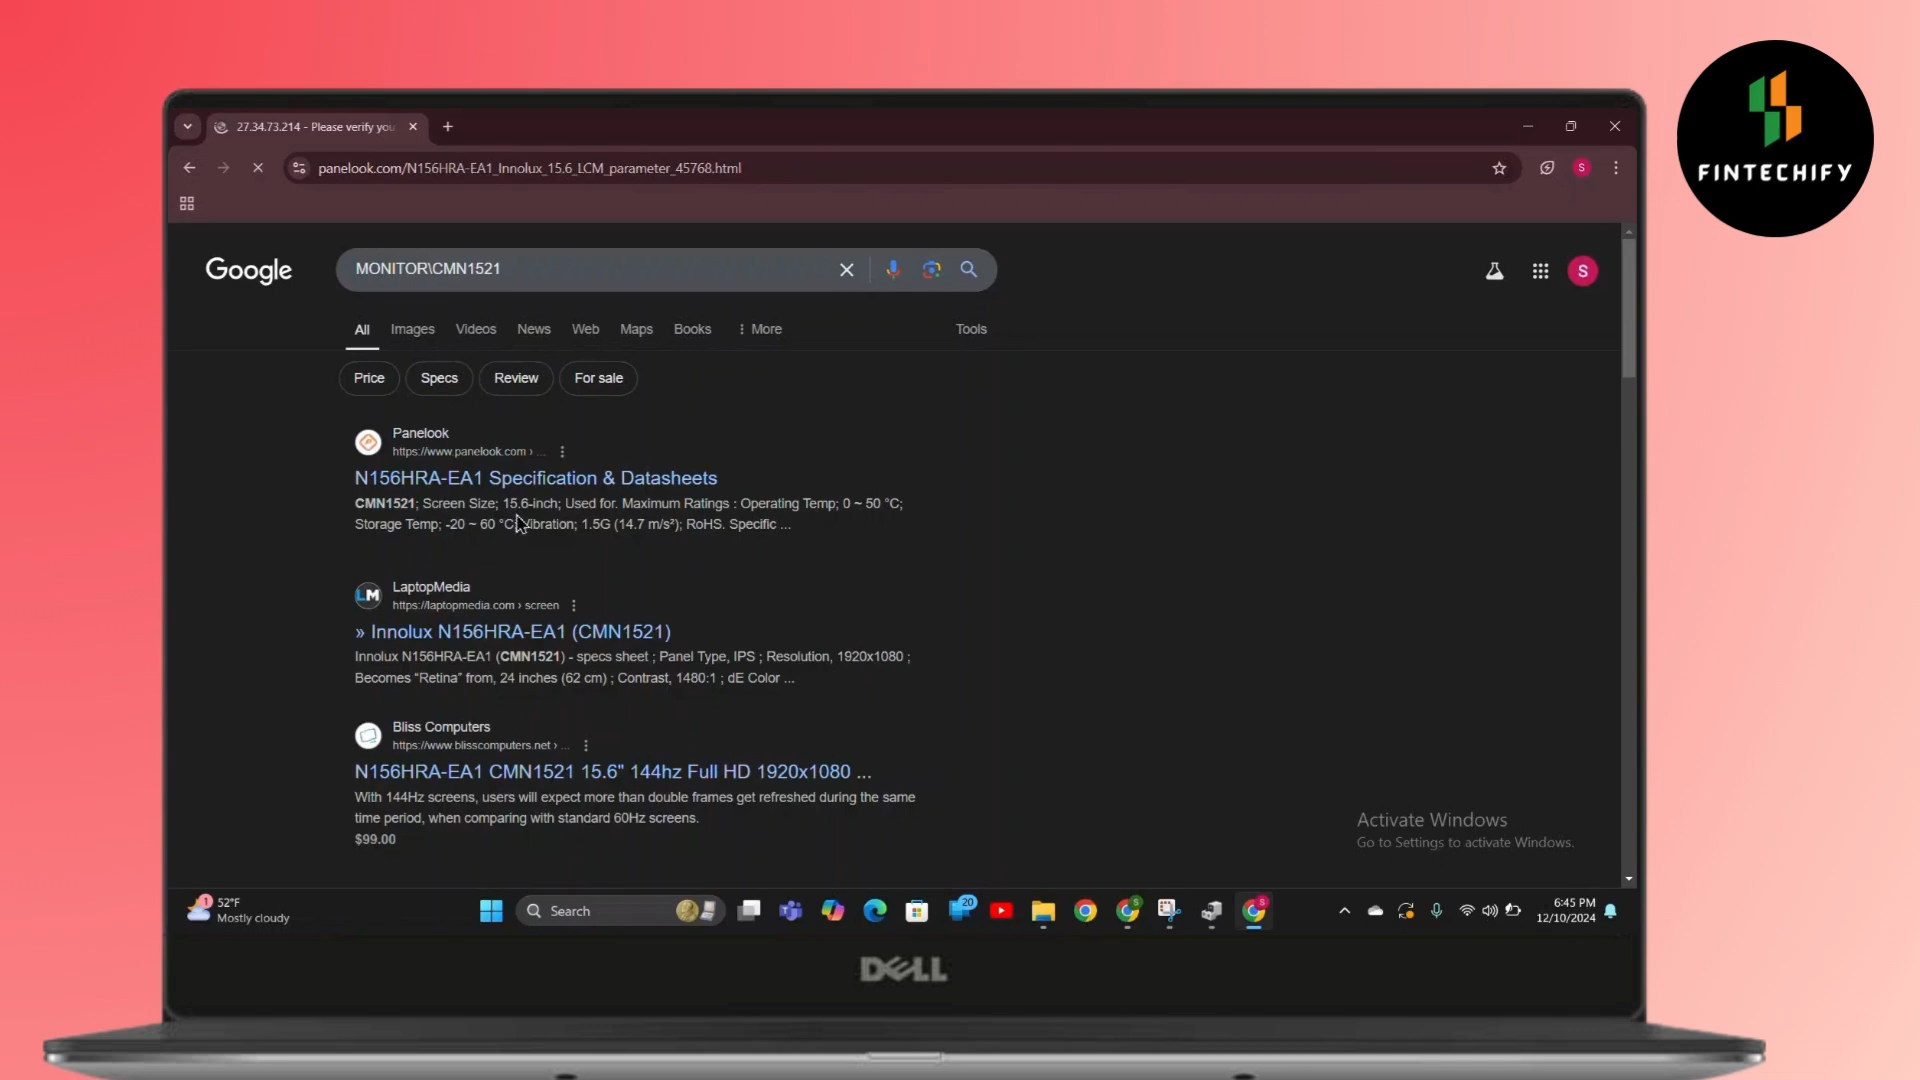 FINTECHIFY
27.34.73.214 - Please verify you
panelook.com/N156HRA-EA1_Innolux_15.6_LCM_parameter_45768.html
S
Google
MONITOR\CMN1521
S
All Images Videos News Web Maps Books More Tools
Price Specs Review For sale
Panelook
https://www.panelook.com › ...
N156HRA-EA1 Specification & Datasheets
CMN1521; Screen Size; 15.6-inch; Used for. Maximum Ratings : Operating Temp; 0 ~ 50 °C;
Storage Temp; -20 ~ 60 °C; Vibration; 1.5G (14.7 m/s²); RoHS. Specific ...
LM
LaptopMedia
https://laptopmedia.com › screen
» Innolux N156HRA-EA1 (CMN1521)
Innolux N156HRA-EA1 (CMN1521) - specs sheet ; Panel Type, IPS ; Resolution, 1920x1080 ;
Becomes “Retina” from, 24 inches (62 cm) ; Contrast, 1480:1 ; dE Color ...
Bliss Computers
https://www.blisscomputers.net › ...
N156HRA-EA1 CMN1521 15.6" 144hz Full HD 1920x1080 ...
With 144Hz screens, users will expect more than double frames get refreshed during the same
time period, when comparing with standard 60Hz screens.
$99.00
Activate Windows
Go to Settings to activate Windows.
1
52°F
Mostly cloudy
Search
20
S
S
6:45 PM
12/10/2024
DELL